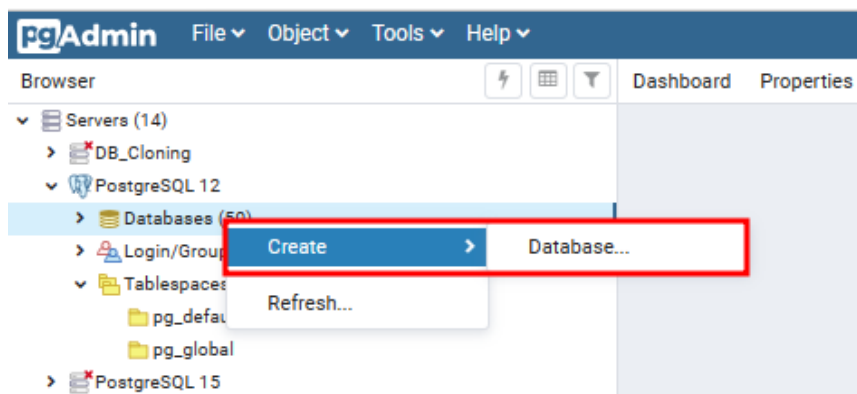 pgAdmin File Object Tools Help
Browser Dashboard Properties
Servers (14)
DB_Cloning
PostgreSQL 12
Databases (50)
Login/Group Create Database...
Tablespaces
Refresh...
pg_defau
pg_global
PostgreSQL 15